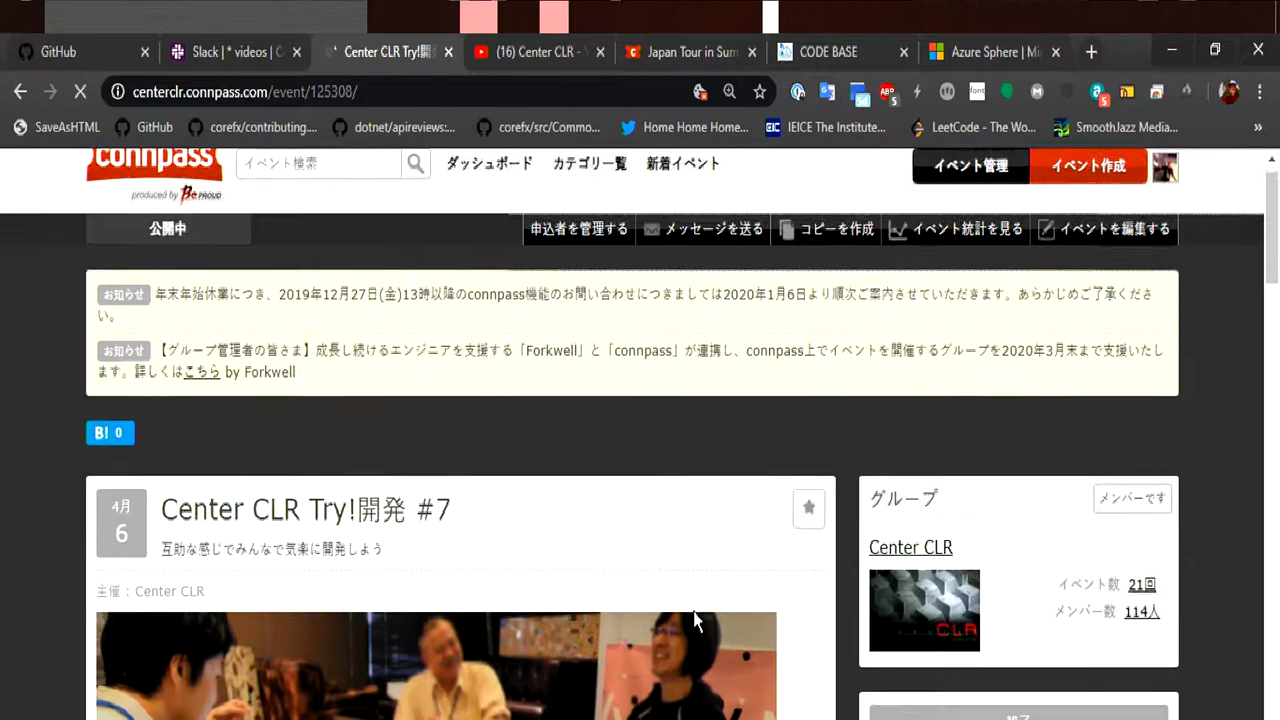 GitHub
Slack | * videos | C
Center CLR Try!開
(16) Center CLR -
Japan Tour in Sum
CODE BASE
Azure Sphere | Mi
centerclr.connpass.com/event/125308/
SaveAsHTML
GitHub
corefx/contributing....
dotnet/apireviews:...
corefx/src/Commo...
Home Home Home...
IEICE The Institute...
LeetCode - The Wo...
SmoothJazz Media...
connpass
produced by Be PROUD
イベント検索
ダッシュボード
カテゴリ一覧
新着イベント
イベント管理
イベント作成
公開中
申込者を管理する
メッセージを送る
コピーを作成
イベント統計を見る
イベントを編集する
お知らせ 年末年始休業につき、2019年12月27日(金)13時以降のconnpass機能のお問い合わせにつきましては2020年1月6日より順次ご案内させていただきます。あらかじめご了承くださ
い。
お知らせ 【グループ管理者の皆さま】成長し続けるエンジニアを支援する「Forkwell」と「connpass」が連携し、connpass上でイベントを開催するグループを2020年3月末まで支援いたし
ます。詳しくはこちら by Forkwell
B! 0
4月
6
Center CLR Try!開発 #7
互助な感じでみんなで気楽に開発しよう
主催：Center CLR
グループ
メンバーです
Center CLR
CLR
イベント数 21回
メンバー数 114人